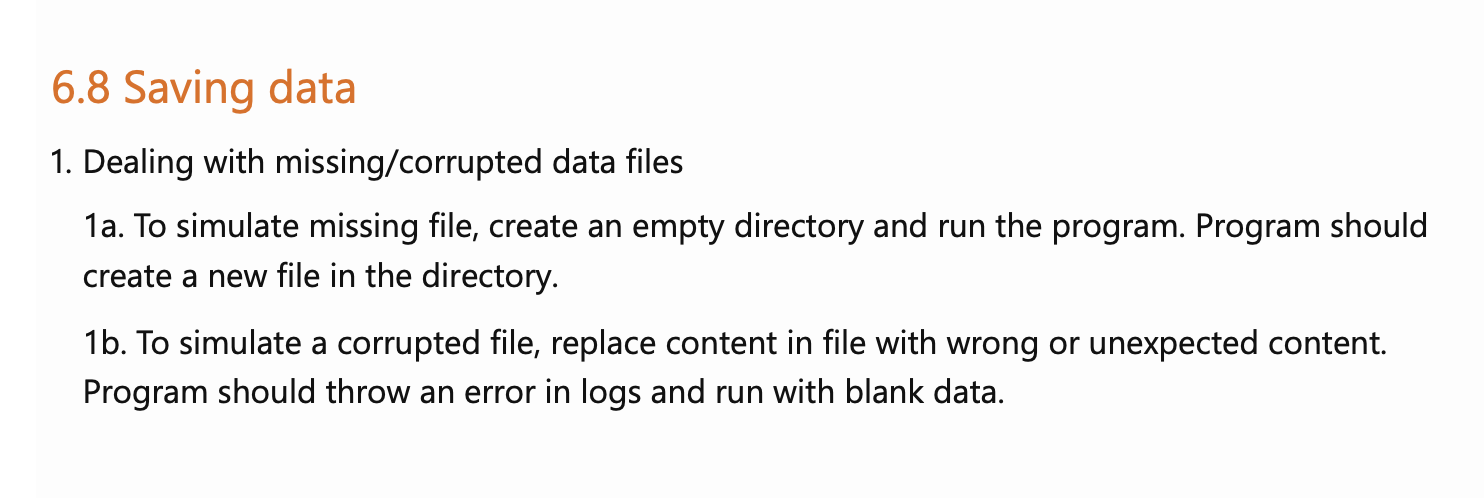 6.8 Saving data
1. Dealing with missing/corrupted data files
1a. To simulate missing file, create an empty directory and run the program. Program should
create a new file in the directory.
1b. To simulate a corrupted file, replace content in file with wrong or unexpected content.
Program should throw an error in logs and run with blank data.